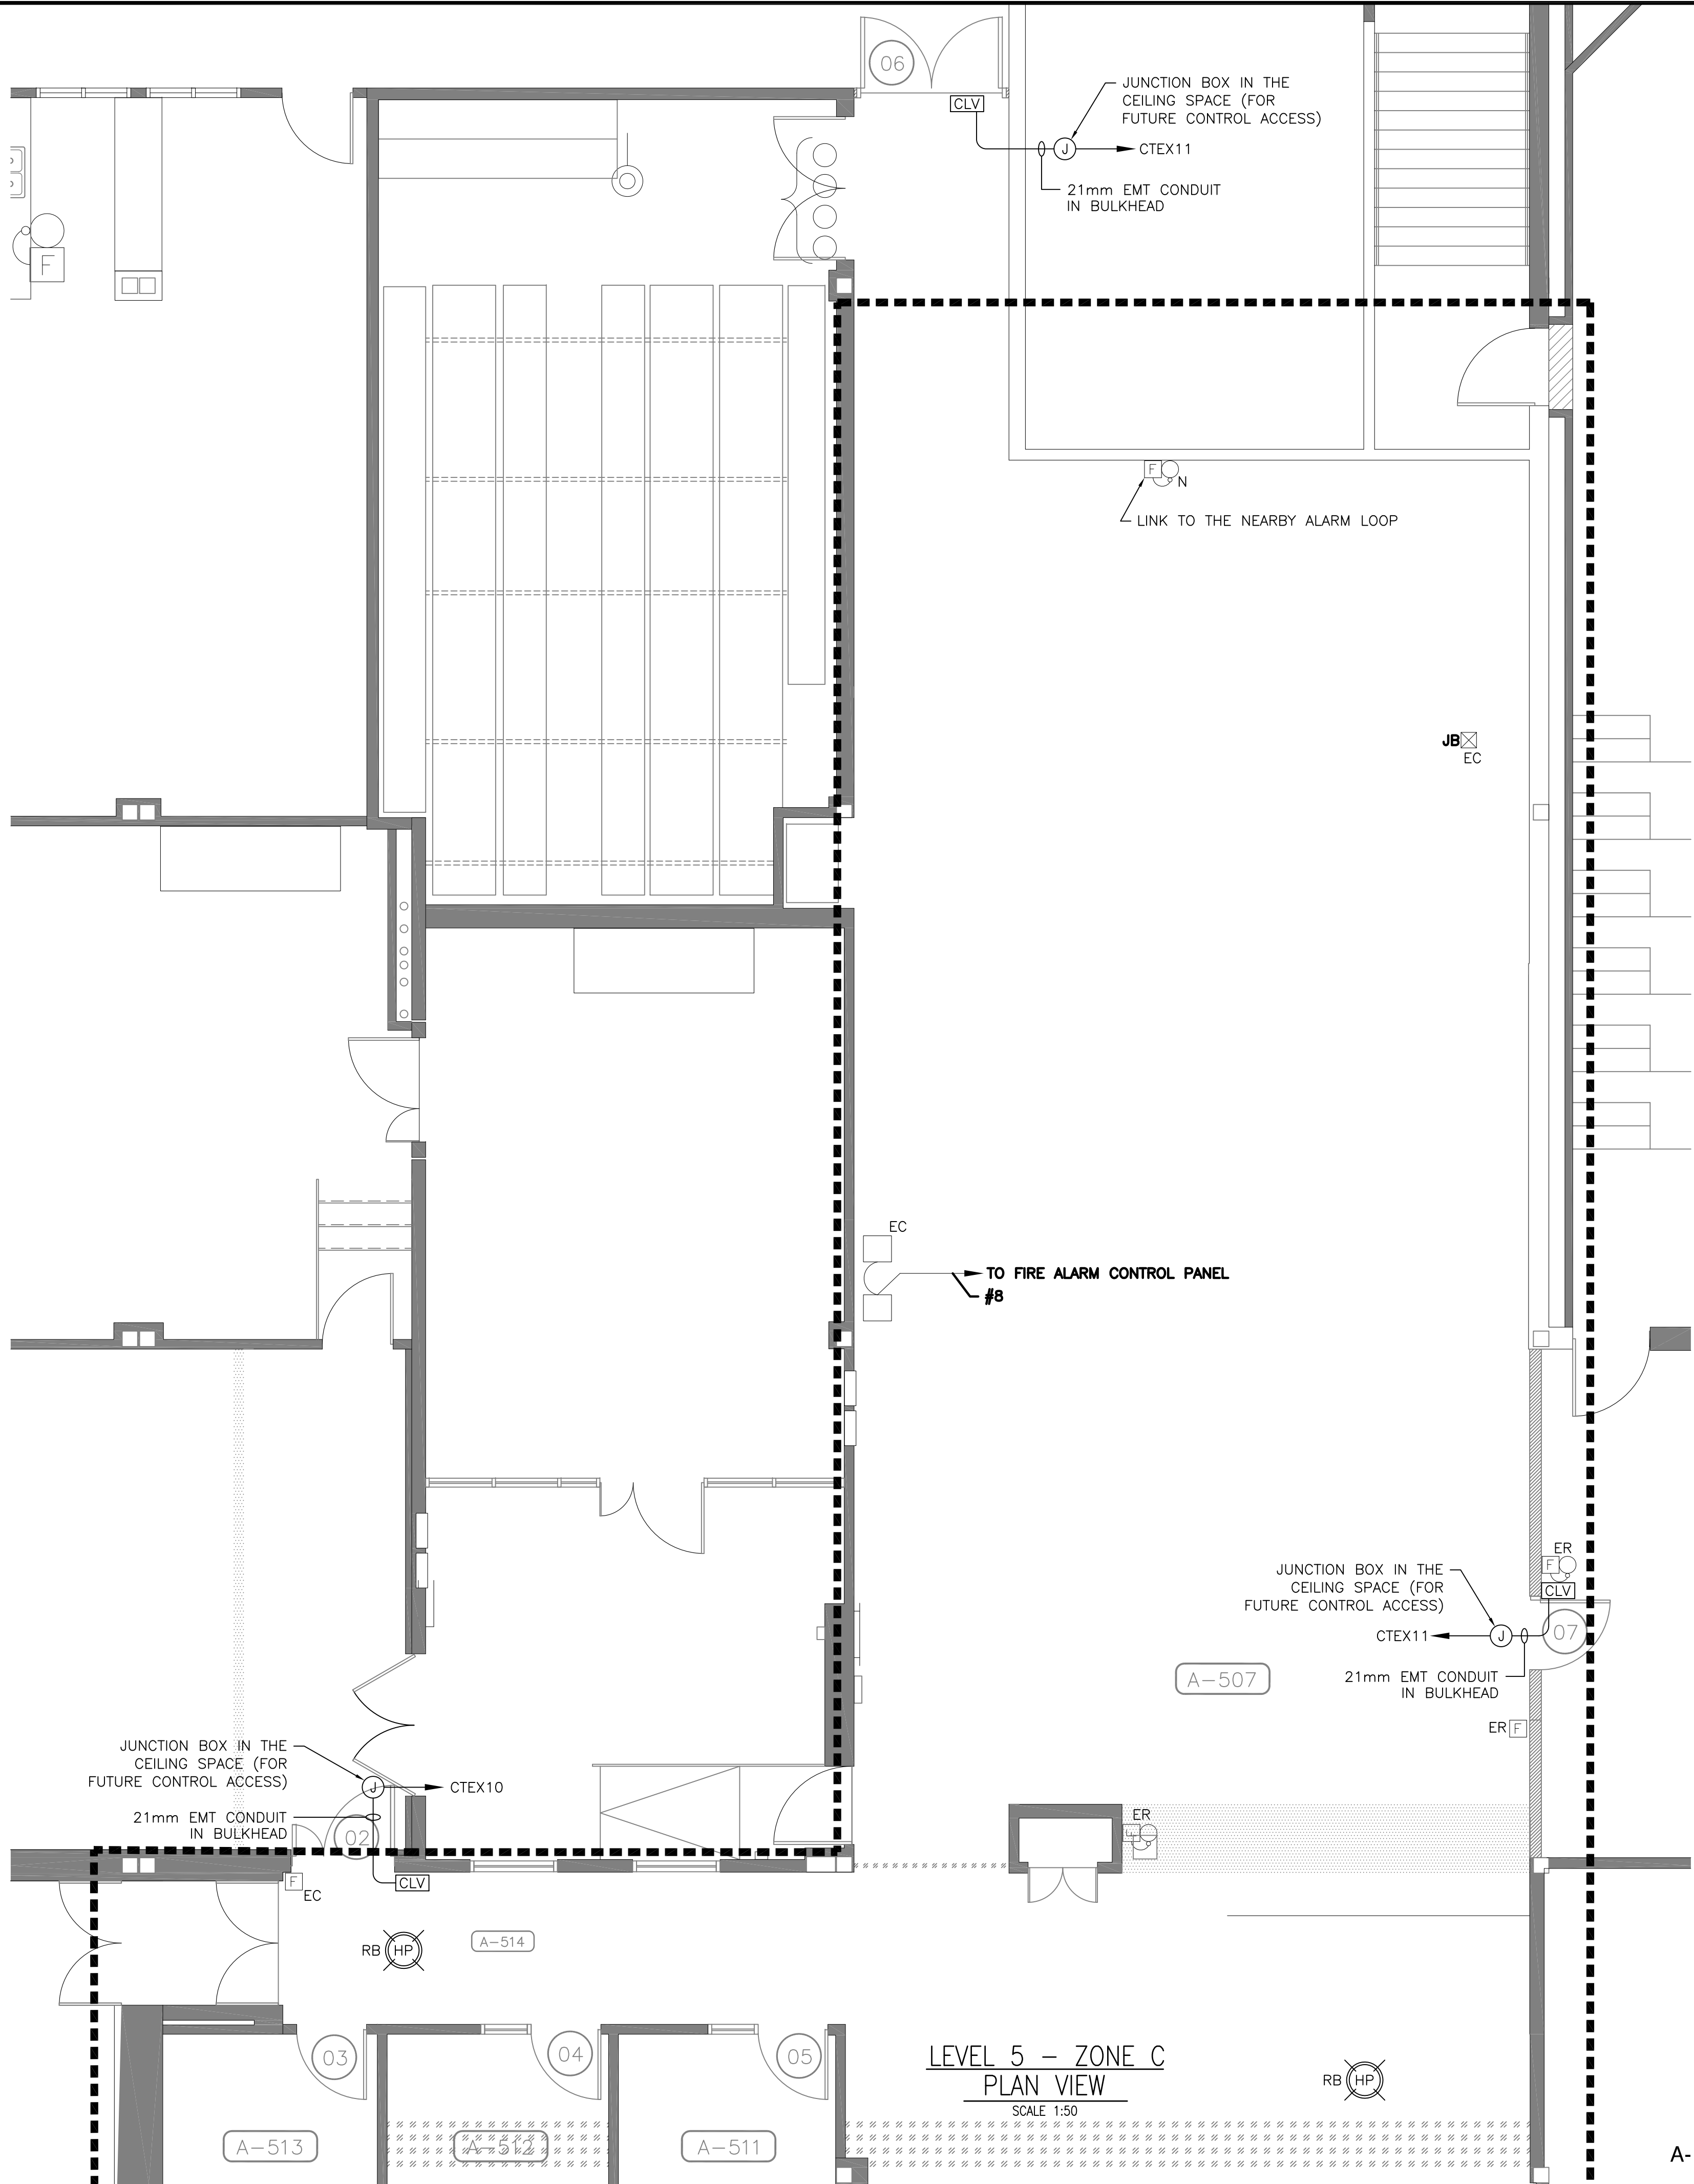 06
JUNCTION BOX IN THE
CEILING SPACE (FOR
FUTURE CONTROL ACCESS)
CLV
J
CTEX11
21mm EMT CONDUIT
IN BULKHEAD
F
F
N
LINK TO THE NEARBY ALARM LOOP
JB
EC
EC
TO FIRE ALARM CONTROL PANEL
#8
ER
F
CLV
JUNCTION BOX IN THE
CEILING SPACE (FOR
FUTURE CONTROL ACCESS)
CTEX11
J
07
21mm EMT CONDUIT
IN BULKHEAD
A-507
ER F
JUNCTION BOX IN THE
CEILING SPACE (FOR
FUTURE CONTROL ACCESS)
J
CTEX10
21mm EMT CONDUIT
IN BULKHEAD
02
ER
F
F
EC
CLV
RB HP
A-514
03
04
05
LEVEL 5 - ZONE C
PLAN VIEW
SCALE 1:50
RB HP
A-513
A-512
A-511
A-